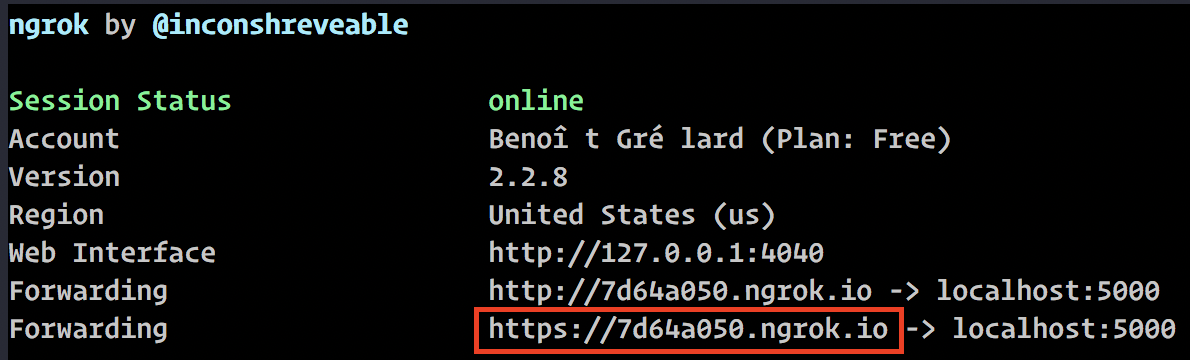 ngrok by @inconshreveable
Session Status online
Account Benoî t Gré lard (Plan: Free)
Version 2.2.8
Region United States (us)
Web Interface http://127.0.0.1:4040
Forwarding http://7d64a050.ngrok.io -> localhost:5000
Forwarding https://7d64a050.ngrok.io -> localhost:5000